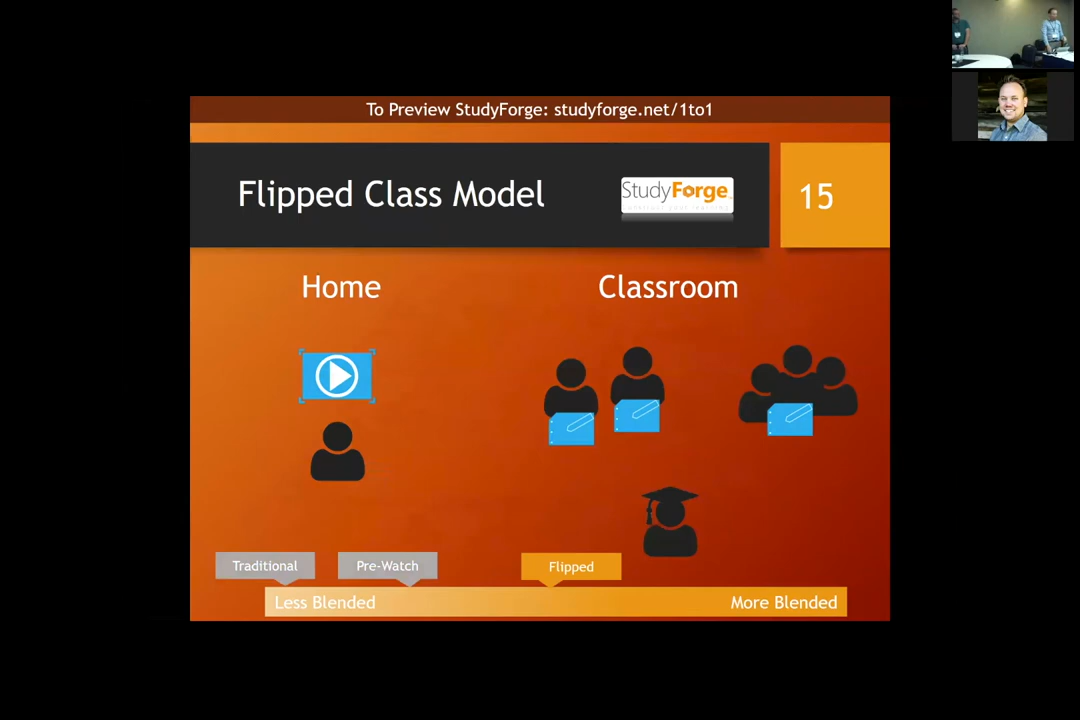 To Preview StudyForge: studyforge.net/1to1
Flipped Class Model
StudyForge
15
Home
Classroom
Traditional
Pre-Watch
Flipped
Less Blended
More Blended